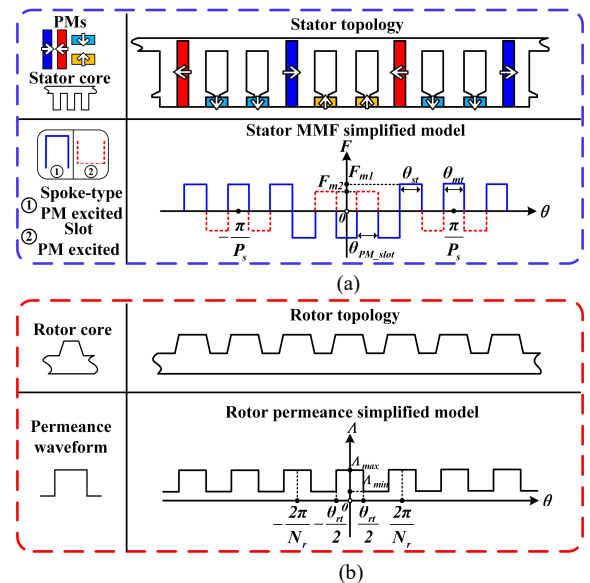 PMs
Stator core
Stator topology
Stator MMF simplified model
① ②
Spoke-type
① PM excited
Slot
② PM excited
F
F_m2 F_m1 θ_st θ_mt
0 θ
-π/P_s θ_PM_slot π/P_s
(a)
Rotor core
Rotor topology
Permeance
waveform
Rotor permeance simplified model
Λ
Λ_max
Λ_min
0 θ
-2π/N_r -θ_rt/2 θ_rt/2 2π/N_r
(b)